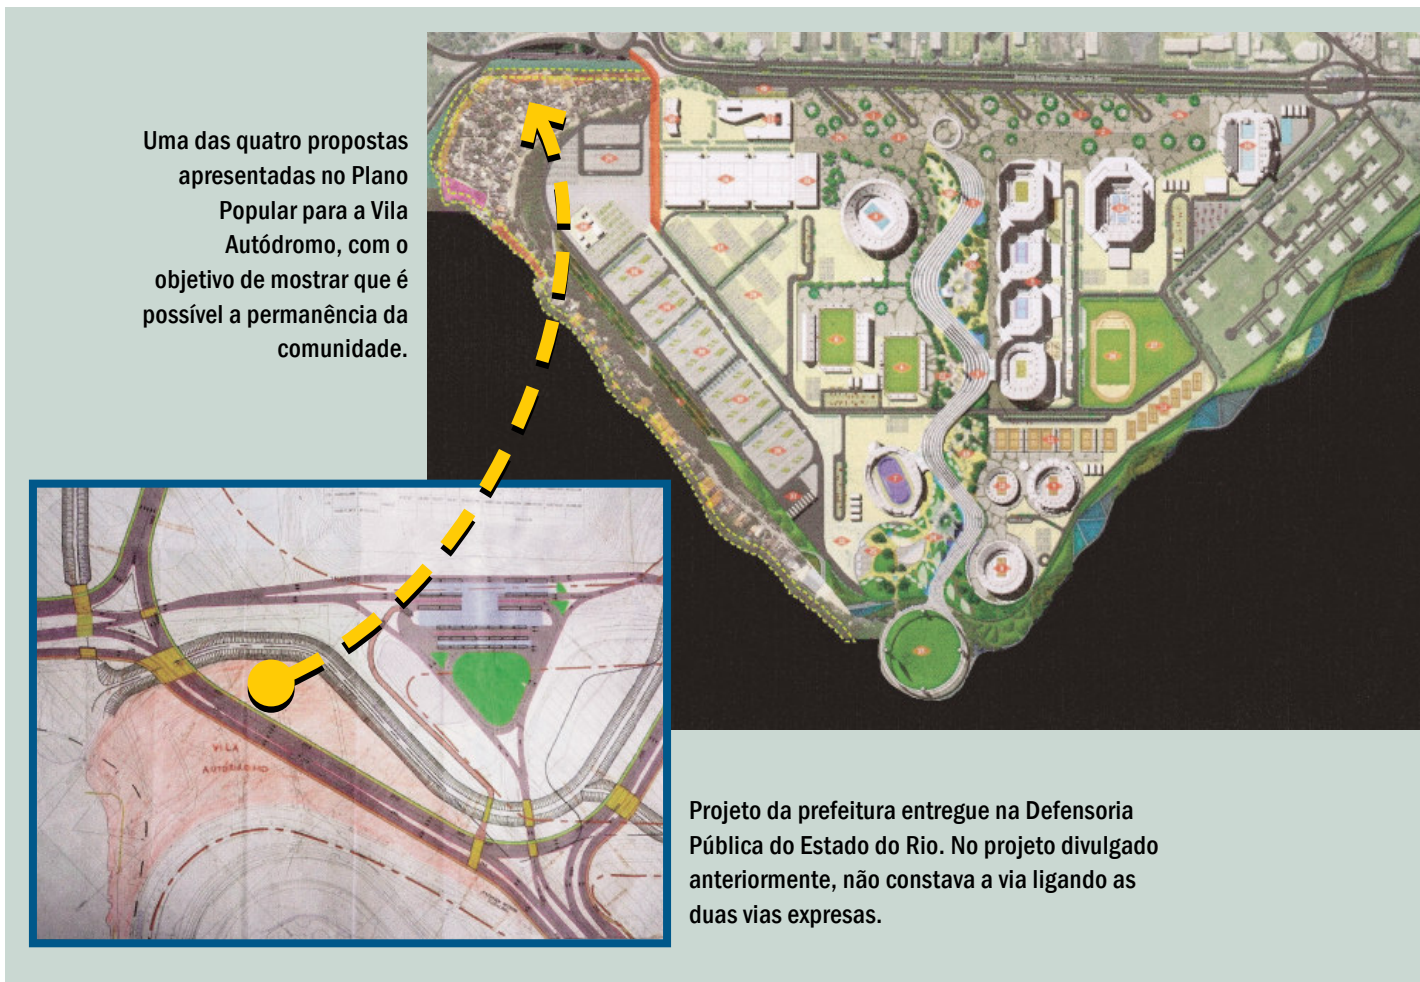 Uma das quatro propostas
apresentadas no Plano
Popular para a Vila
Autódromo, com o
objetivo de mostrar que é
possível a permanência da
comunidade.
VILA
AUTÓDROMO
Projeto da prefeitura entregue na Defensoria
Pública do Estado do Rio. No projeto divulgado
anteriormente, não constava a via ligando as
duas vias expresas.